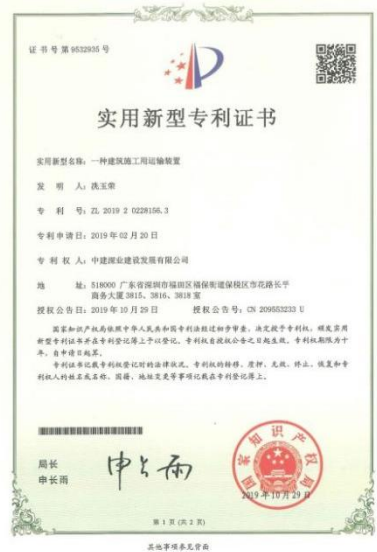 证书号第9532935号
实用新型专利证书
实用新型名称：一种建筑施工用运输装置
发 明 人：冼玉荣
专 利 号：ZL 2019 2 0228156.3
专利申请日：2019年02月20日
专 利 权 人：中建深业建设发展有限公司
地 址：518000 广东省深圳市福田区福保街道保税区市花路长平
商务大厦3815、3816、3818室
授权公告日：2019年10月29日 授权公告号：CN 209553233 U
国家知识产权局依照中华人民共和国专利法经过初步审查，决定授予专利权，颁发实用
新型专利证书并在专利登记簿上予以登记。专利权自授权公告之日起生效。专利权期限为十
年，自申请日起算。
专利证书记载专利权登记时的法律状况。专利权的转移、质押、无效、终止、恢复和专
利权人的姓名或名称、国籍、地址变更等事项记载在专利登记簿上。
局长
申长雨
申长雨
国家知识产权局
2019年10月29日
第 1 页 (共 2 页)
其他事项参见背面